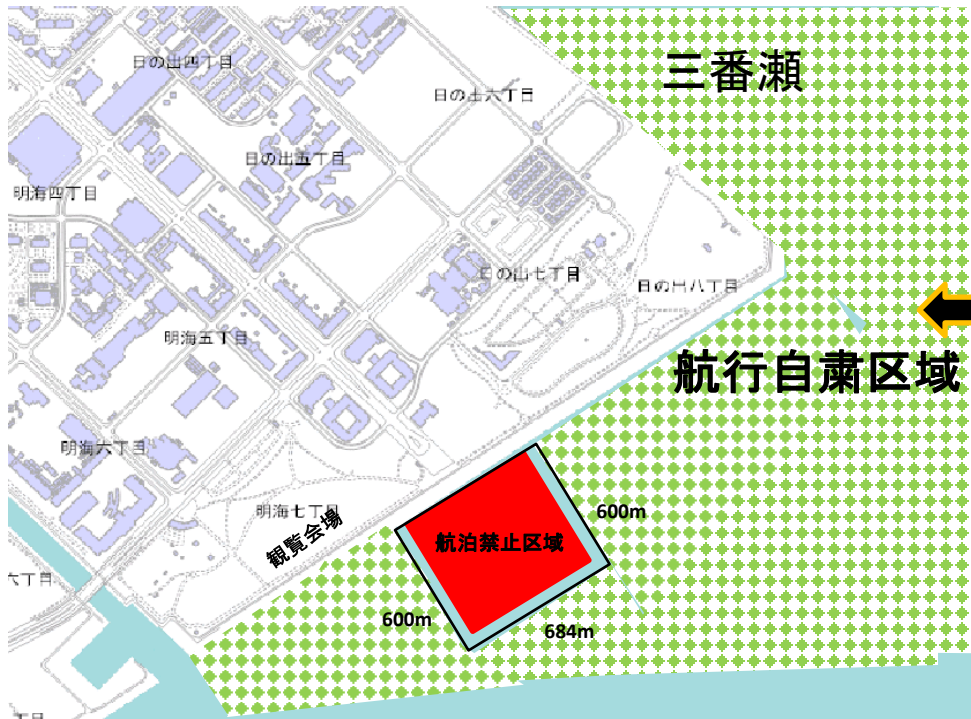 三番瀬
日の出四丁目
日の出六丁目
日の出五丁目
明海四丁目
日の出七丁目
日の出八丁目
明海五丁目
航行自粛区域
明海六丁目
明海七丁目
観覧会場
600m
航泊禁止区域
600m
684m
六丁目
丁目